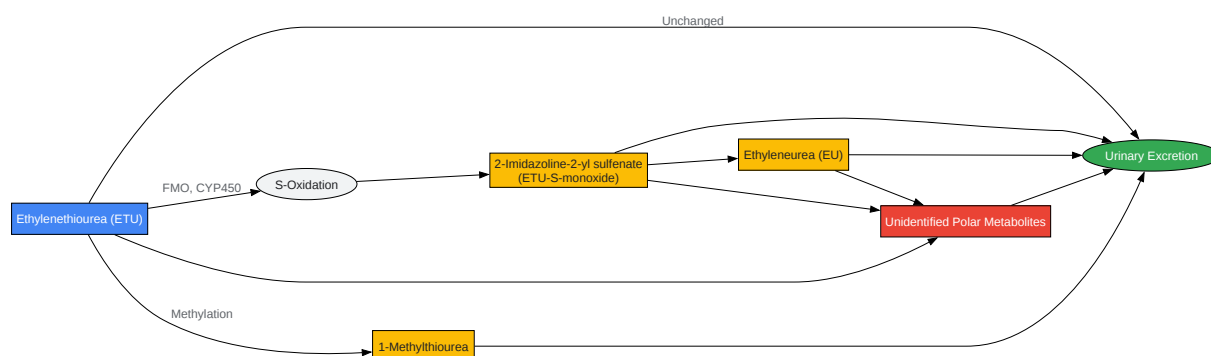 Unchanged
Ethyleneurea (EU)
Urinary Excretion
2-Imidazoline-2-yl sulfenate
(ETU-S-monoxide)
FMO, CYP450
S-Oxidation
Ethylenethiourea (ETU)
Unidentified Polar Metabolites
Methylation
1-Methylthiourea